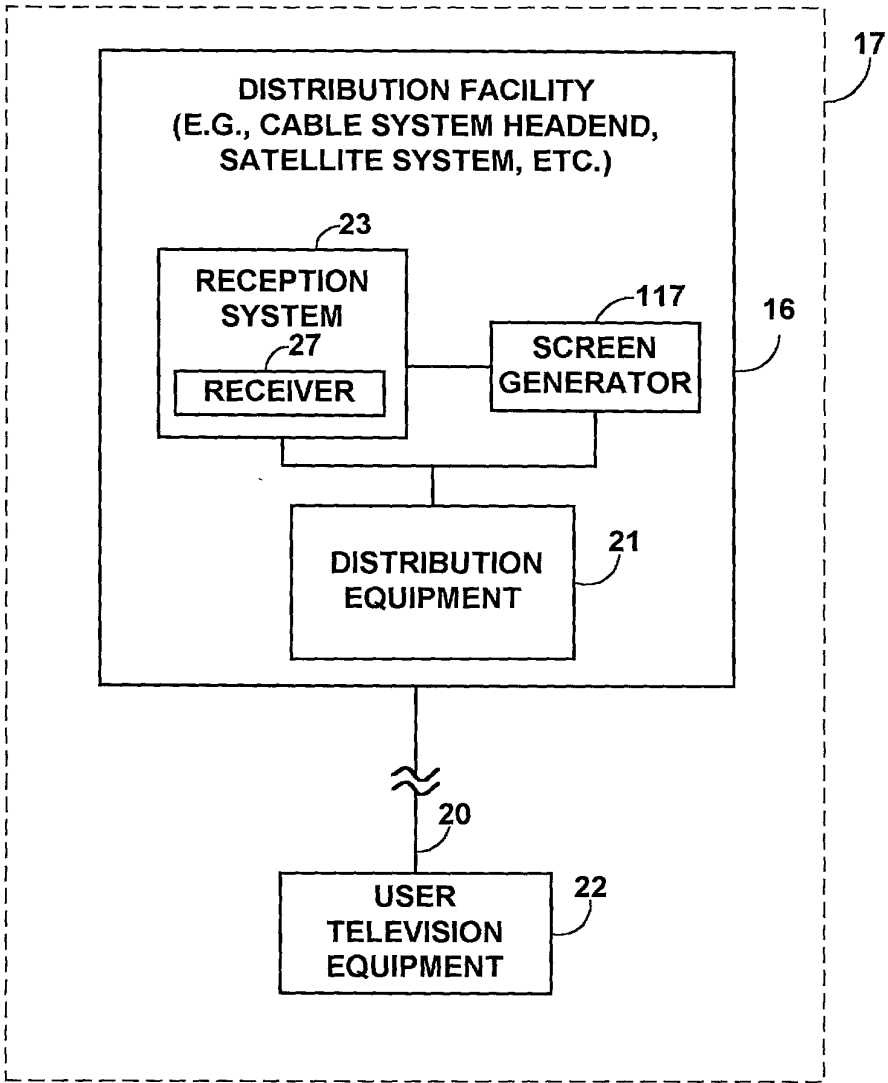 17
DISTRIBUTION FACILITY
(E.G., CABLE SYSTEM HEADEND,
SATELLITE SYSTEM, ETC.)
23
RECEPTION
SYSTEM
27
RECEIVER
117
SCREEN
GENERATOR
16
21
DISTRIBUTION
EQUIPMENT
20
22
USER
TELEVISION
EQUIPMENT